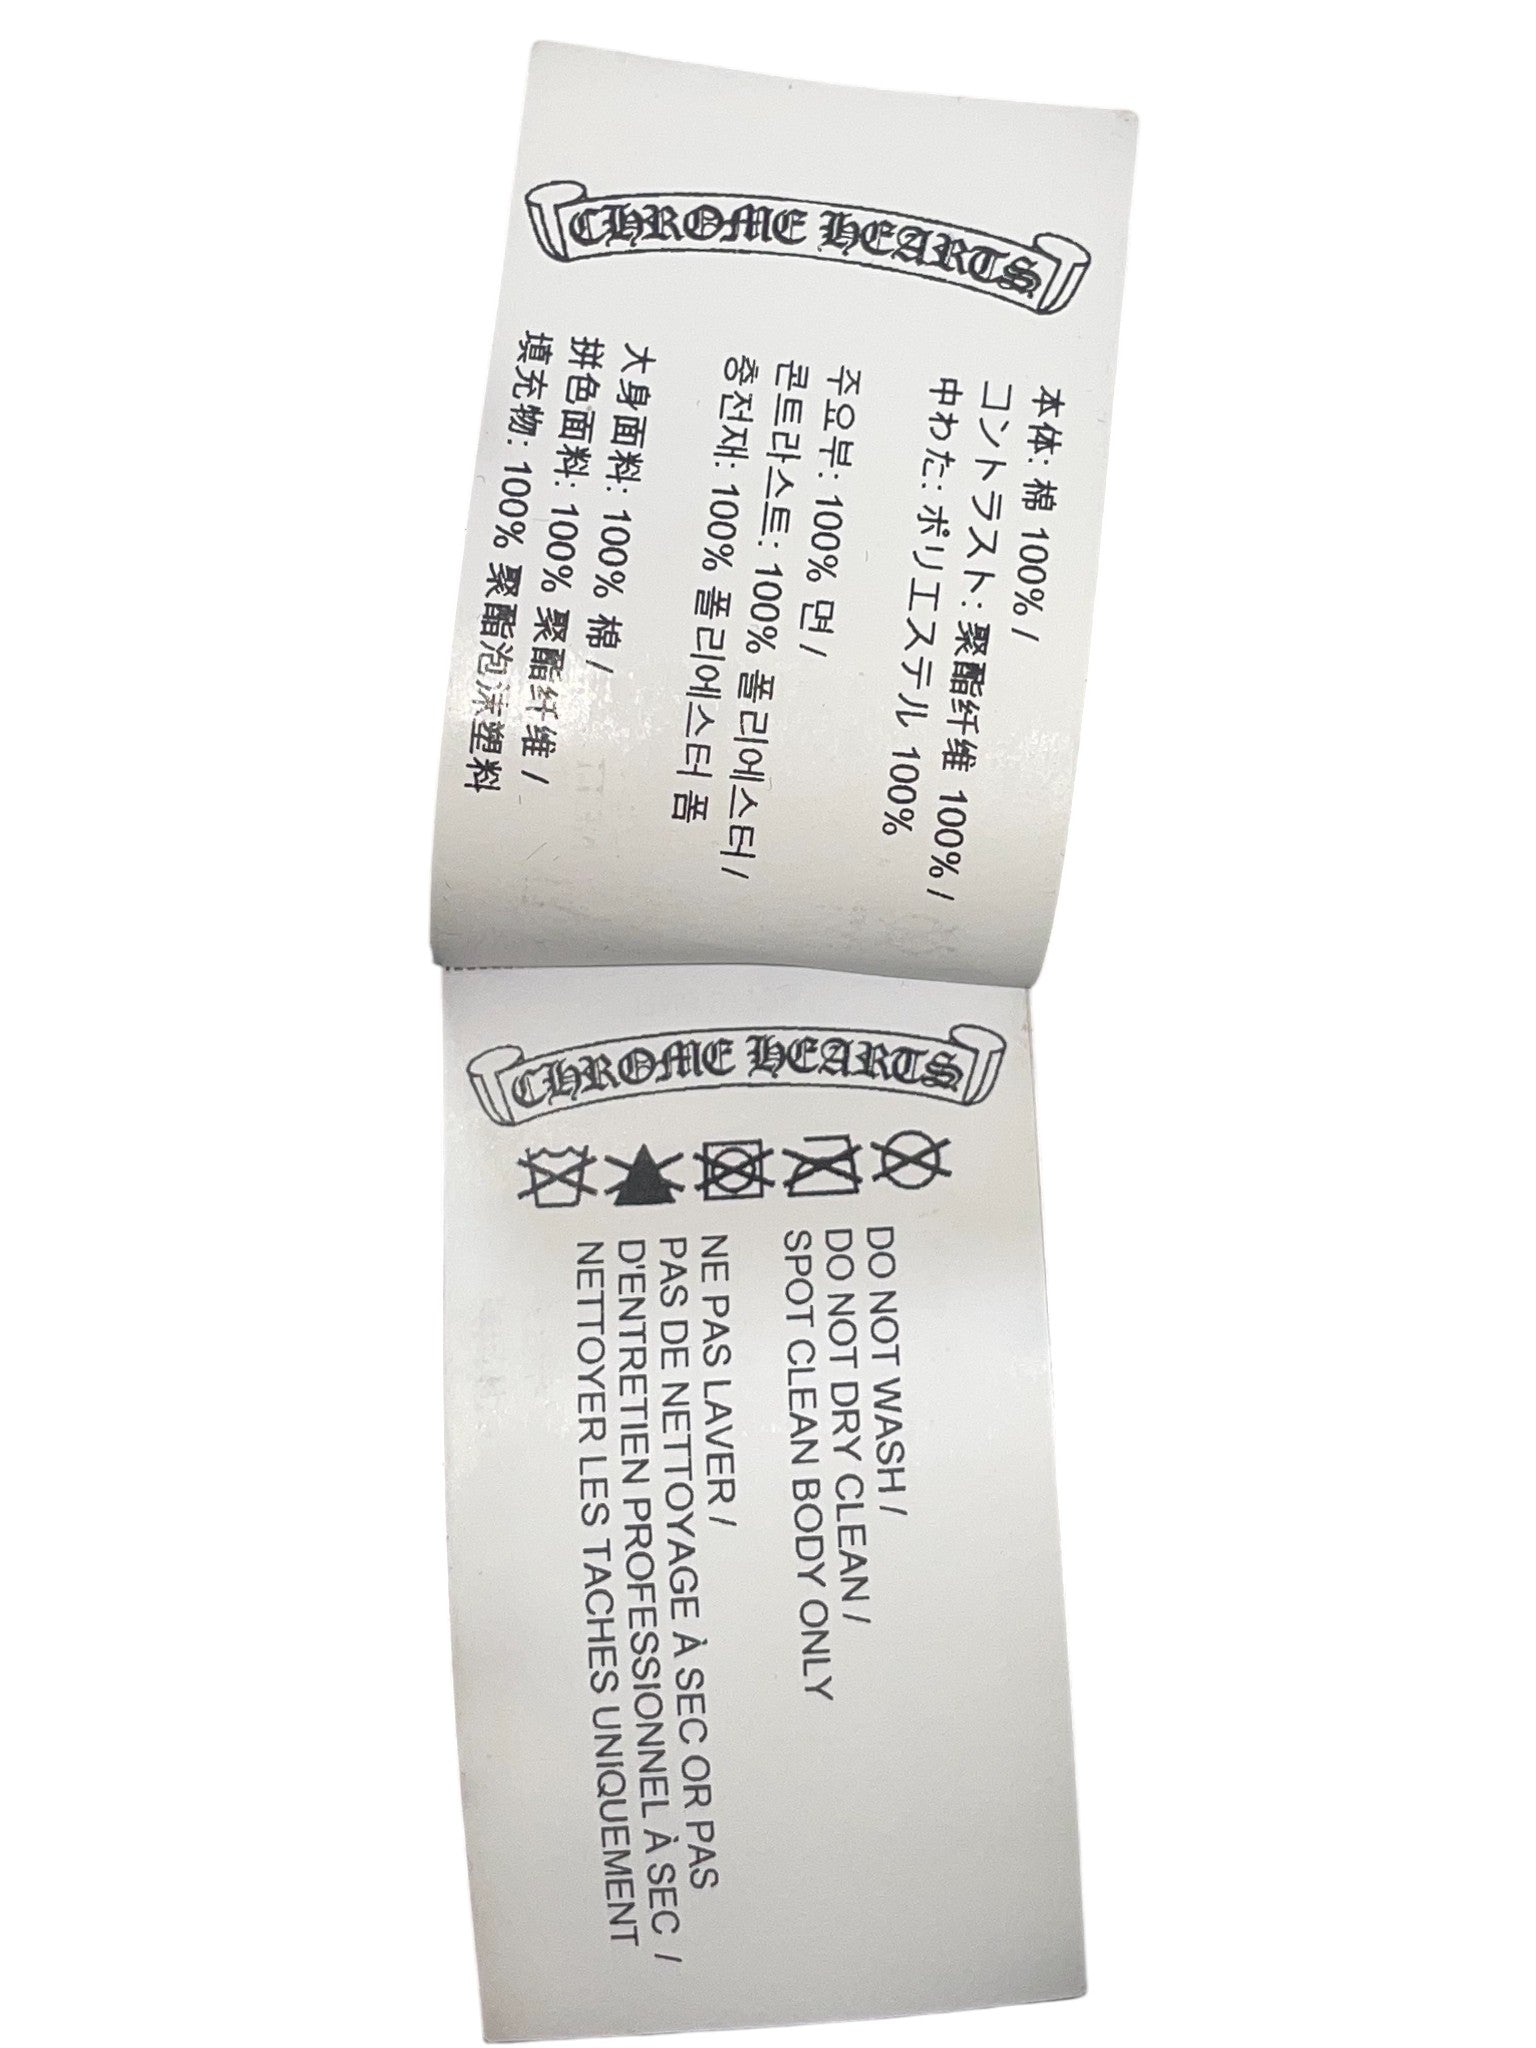 CHROME HEARTS
本体: 棉 100% /
コントラスト: 聚酯纤维 100% /
中わた: ポリエステル 100%
주요부: 100% 면 /
콘트라스트: 100% 폴리에스터 /
충전재: 100% 폴리에스터 폼
大身面料: 100% 棉 /
拼色面料: 100% 聚酯纤维 /
填充物: 100% 聚酯泡沫塑料
CHROME HEARTS
DO NOT WASH /
DO NOT DRY CLEAN /
SPOT CLEAN BODY ONLY
NE PAS LAVER /
PAS DE NETTOYAGE À SEC OR PAS
D'ENTRETIEN PROFESSIONNEL À SEC /
NETTOYER LES TACHES UNIQUEMENT